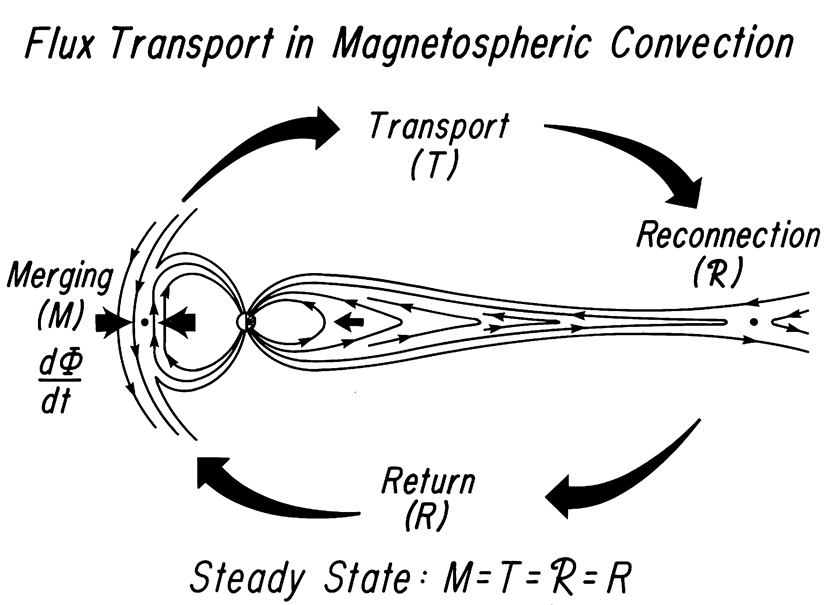 Flux Transport in Magnetospheric Convection
Transport
(T)
Reconnection
(ℛ)
Merging
(M)
dΦ
dt
Return
(R)
Steady State: M=T=ℛ=R